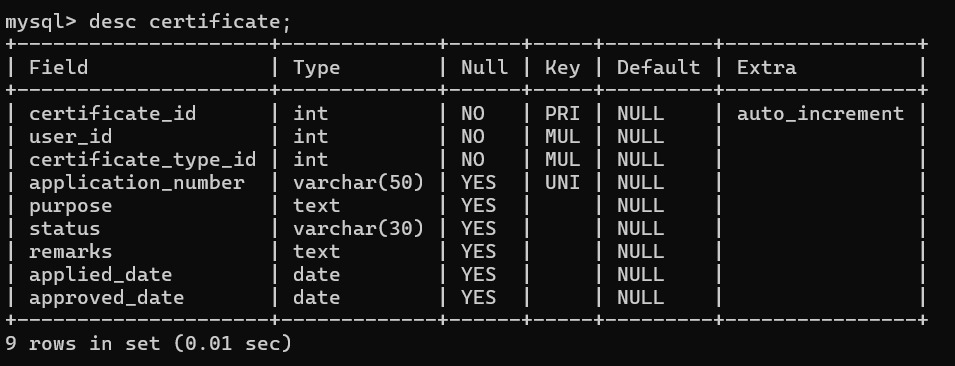 mysql> desc certificate;
+---------------------+-------------+------+-----+---------+----------------+
| Field               | Type        | Null | Key | Default | Extra          |
+---------------------+-------------+------+-----+---------+----------------+
| certificate_id      | int         | NO   | PRI | NULL    | auto_increment |
| user_id             | int         | NO   | MUL | NULL    |                |
| certificate_type_id | int         | NO   | MUL | NULL    |                |
| application_number  | varchar(50) | YES  | UNI | NULL    |                |
| purpose             | text        | YES  |     | NULL    |                |
| status              | varchar(30) | YES  |     | NULL    |                |
| remarks             | text        | YES  |     | NULL    |                |
| applied_date        | date        | YES  |     | NULL    |                |
| approved_date       | date        | YES  |     | NULL    |                |
+---------------------+-------------+------+-----+---------+----------------+
9 rows in set (0.01 sec)